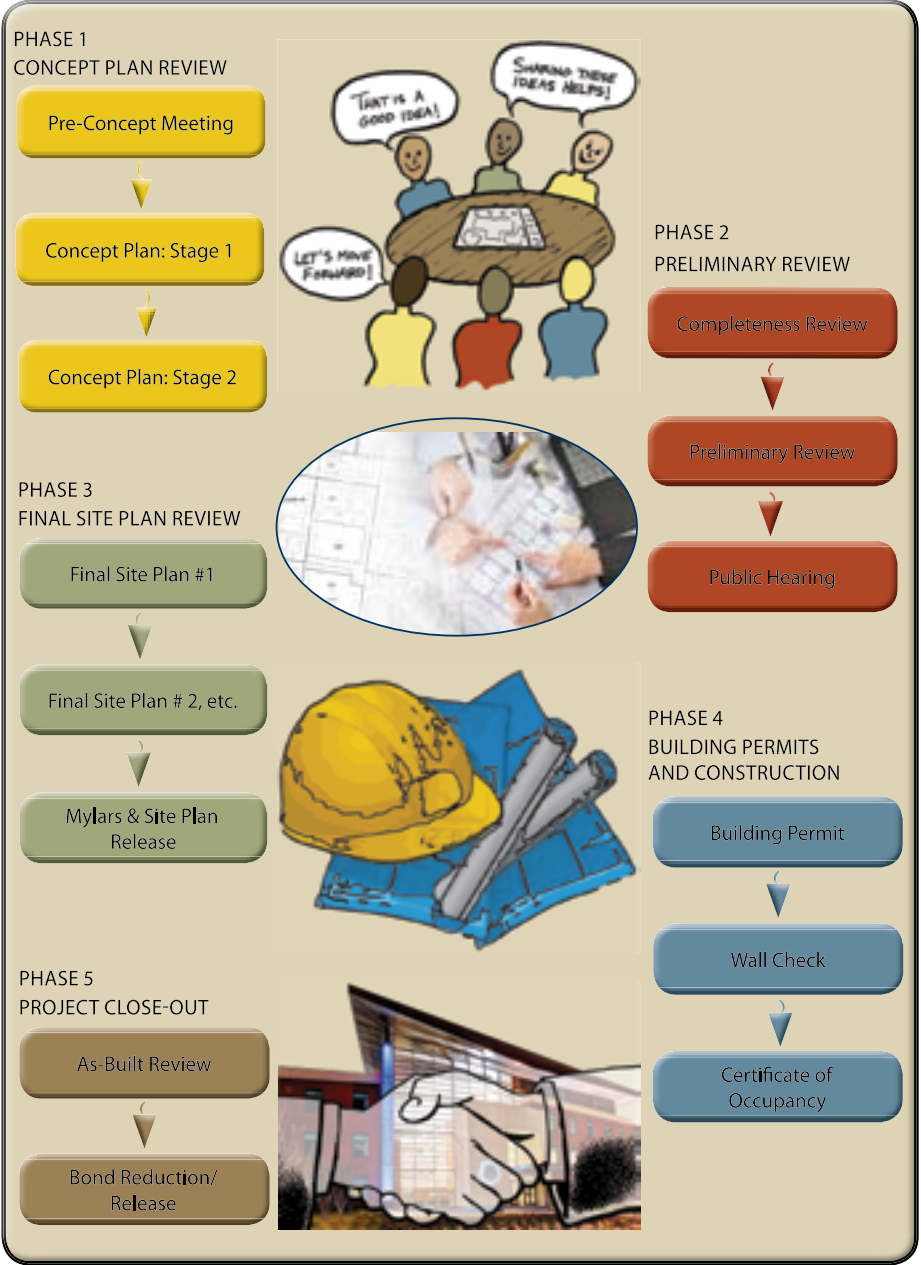 PHASE 1
CONCEPT PLAN REVIEW
Pre-Concept Meeting
Concept Plan: Stage 1
Concept Plan: Stage 2
THAT IS A
GOOD IDEA!
SHARING THESE
IDEAS HELPS!
LET'S MOVE
FORWARD!
PHASE 2
PRELIMINARY REVIEW
Completeness Review
Preliminary Review
Public Hearing
PHASE 3
FINAL SITE PLAN REVIEW
Final Site Plan #1
Final Site Plan # 2, etc.
Mylars & Site Plan
Release
PHASE 4
BUILDING PERMITS
AND CONSTRUCTION
Building Permit
Wall Check
Certificate of
Occupancy
PHASE 5
PROJECT CLOSE-OUT
As-Built Review
Bond Reduction/
Release